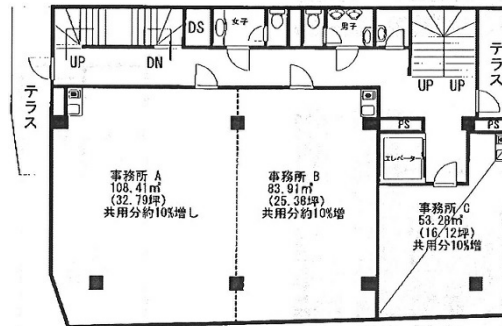 DS
女子
男子
テラス
テラス
UP
DN
UP
UP
PS
PS
エレベーター
事務所 A
108.41㎡
(32.79坪)
共用分約10%増し
事務所 B
83.91㎡
(25.38坪)
共用分約10%増
事務所 C
53.28㎡
(16.12坪)
共用分10%増